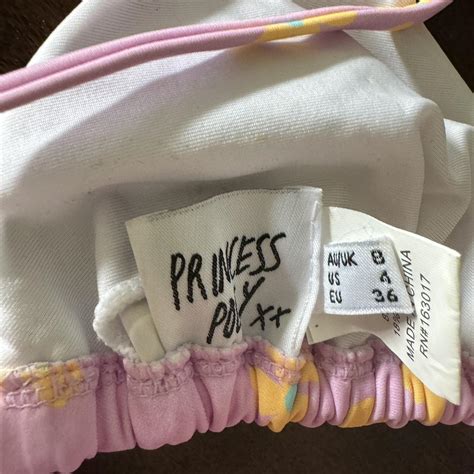 PRINCESS
POLLY xx
AU/UK 8
US 4
EU 36
MADE IN CHINA
RN#163017